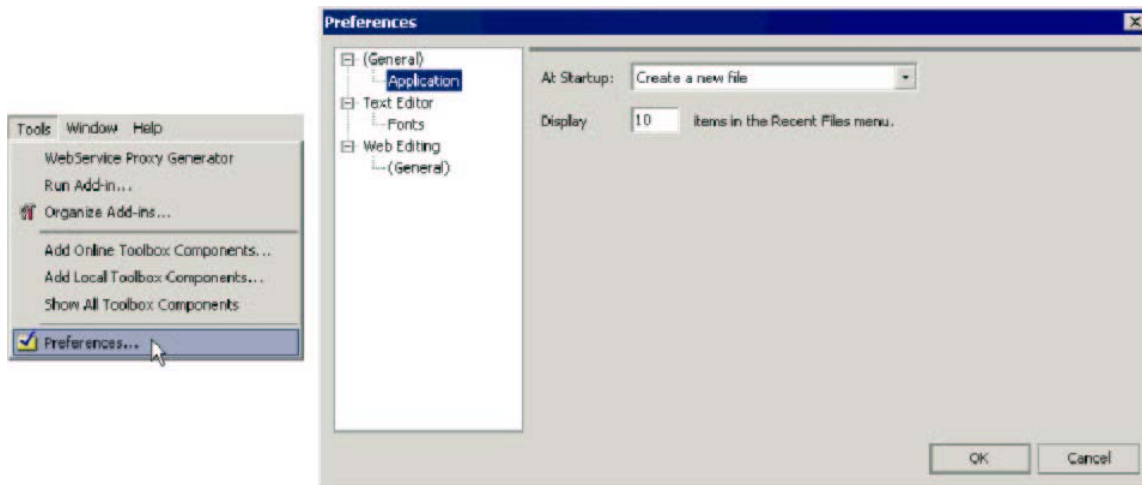 Tools Window Help
WebService Proxy Generator
Run Add-in...
Organize Add-ins...
Add Online Toolbox Components...
Add Local Toolbox Components...
Show All Toolbox Components
Preferences...
Preferences
(General)
Application
Text Editor
Fonts
Web Editing
(General)
At Startup: Create a new file
Display 10 items in the Recent Files menu.
OK Cancel